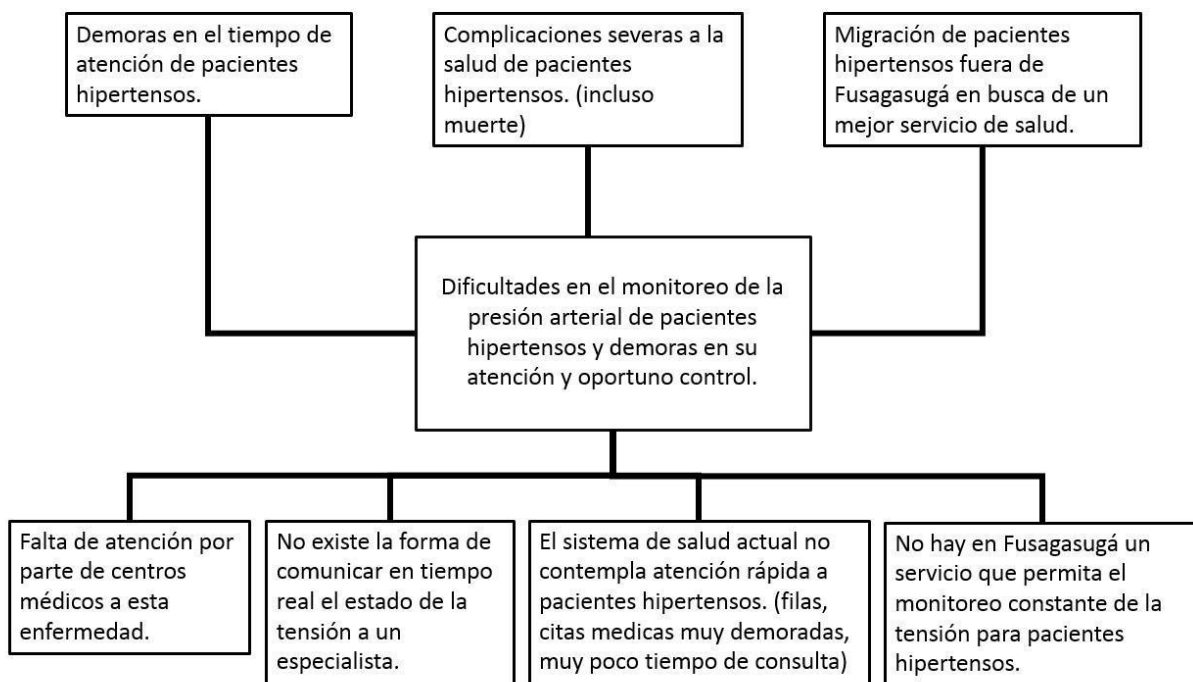 Demoras en el tiempo de
atención de pacientes
hipertensos.
Complicaciones severas a la
salud de pacientes
hipertensos. (incluso
muerte)
Migración de pacientes
hipertensos fuera de
Fusagasugá en busca de un
mejor servicio de salud.
Dificultades en el monitoreo de la
presión arterial de pacientes
hipertensos y demoras en su
atención y oportuno control.
Falta de atención por
parte de centros
médicos a esta
enfermedad.
No existe la forma de
comunicar en tiempo
real el estado de la
tensión a un
especialista.
El sistema de salud actual no
contempla atención rápida a
pacientes hipertensos. (filas,
citas medicas muy demoradas,
muy poco tiempo de consulta)
No hay en Fusagasugá un
servicio que permita el
monitoreo constante de la
tensión para pacientes
hipertensos.